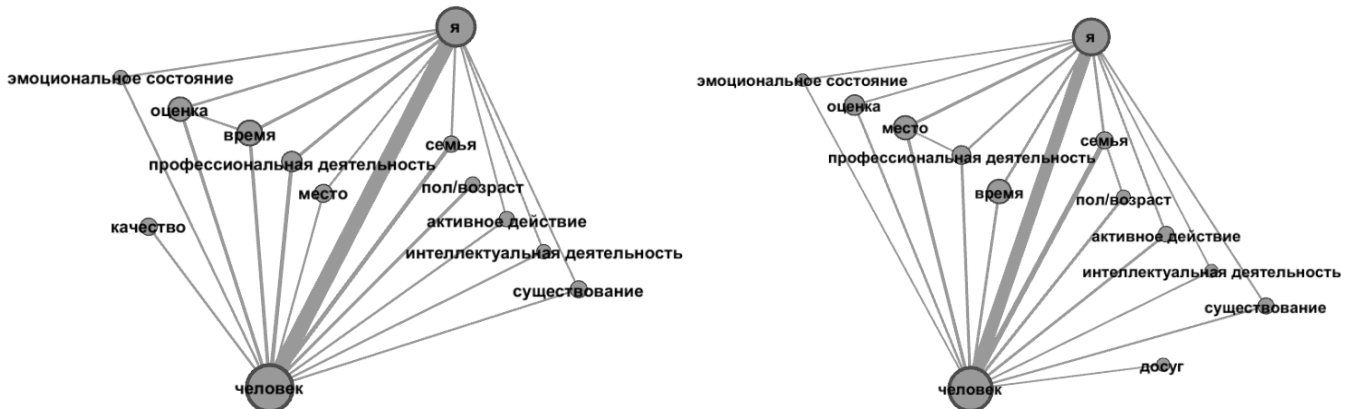 я
эмоциональное состояние
оценка
время
семья
профессиональная деятельность
место
пол/возраст
качество
активное действие
интеллектуальная деятельность
существование
человек
я
эмоциональное состояние
оценка
место
семья
профессиональная деятельность
время
пол/возраст
активное действие
интеллектуальная деятельность
существование
досуг
человек